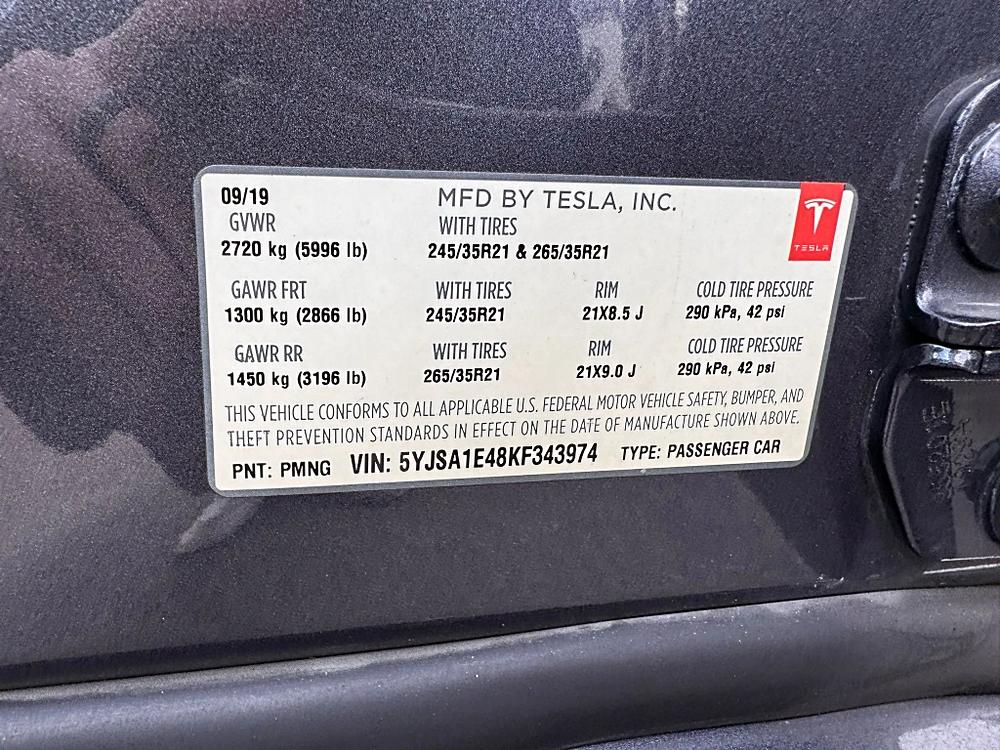 09/19 MFD BY TESLA, INC.
GVWR WITH TIRES
2720 kg (5996 lb) 245/35R21 & 265/35R21
TESLA
GAWR FRT WITH TIRES RIM COLD TIRE PRESSURE
1300 kg (2866 lb) 245/35R21 21X8.5 J 290 kPa, 42 psi
GAWR RR WITH TIRES RIM COLD TIRE PRESSURE
1450 kg (3196 lb) 265/35R21 21X9.0 J 290 kPa, 42 psi
THIS VEHICLE CONFORMS TO ALL APPLICABLE U.S. FEDERAL MOTOR VEHICLE SAFETY, BUMPER, AND
THEFT PREVENTION STANDARDS IN EFFECT ON THE DATE OF MANUFACTURE SHOWN ABOVE.
PNT: PMNG VIN: 5YJSA1E48KF343974 TYPE: PASSENGER CAR